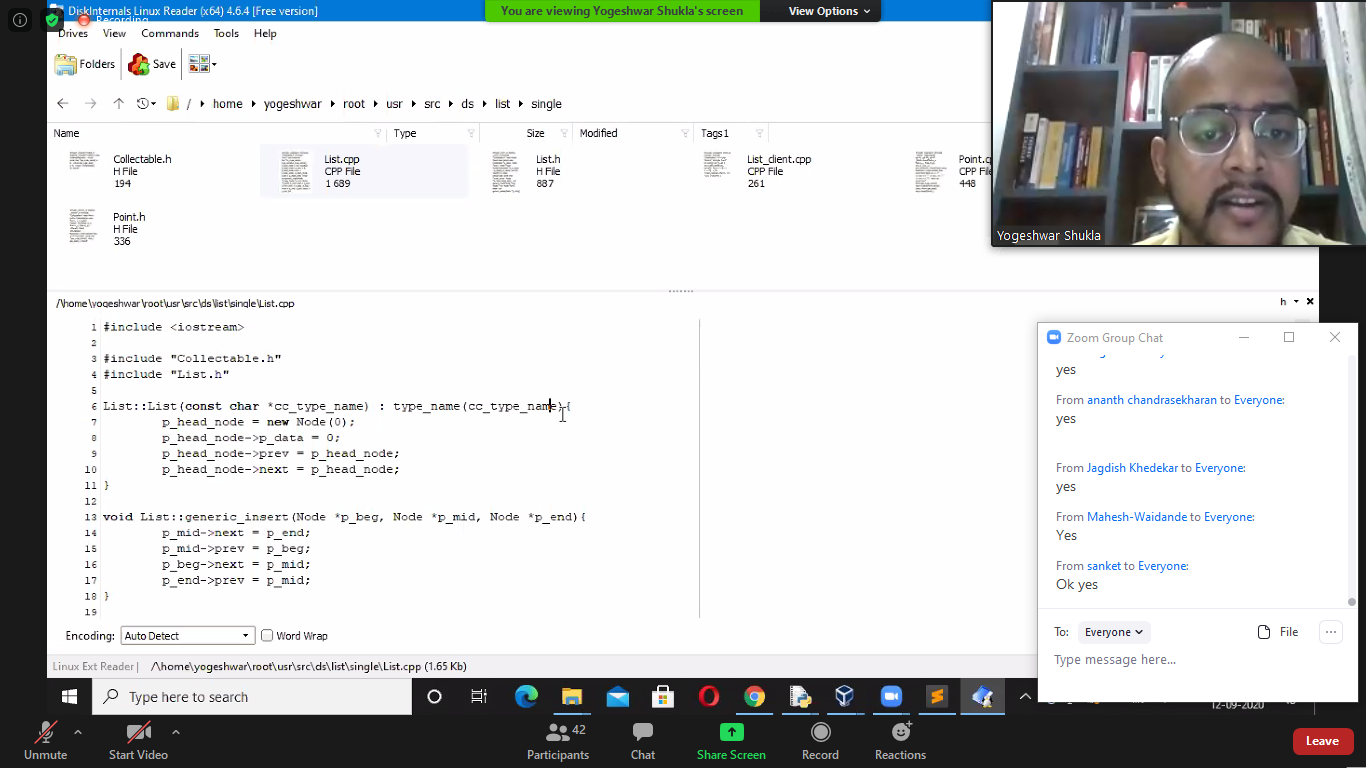 DiskInternals Linux Reader (x64) 4.6.4 [Free version]
Recording
You are viewing Yogeshwar Shukla's screen
View Options
Drives View Commands Tools Help
Folders Save
/ home yogeshwar root usr src ds list single
Name Type Size Modified Tags1
Collectable.h
H File
194
List.cpp
CPP File
1 689
List.h
H File
887
List_client.cpp
CPP File
261
CPP File
448
Point.h
H File
336
Yogeshwar Shukla
/\home\yogeshwar\root\usr\src\ds\list\single\List.cpp
h
1 #include <iostream>
2
3 #include "Collectable.h"
4 #include "List.h"
5
6 List::List(const char *cc_type_name) : type_name(cc_type_name){
7 p_head_node = new Node(0);
8 p_head_node->p_data = 0;
9 p_head_node->prev = p_head_node;
10 p_head_node->next = p_head_node;
11 }
12
13 void List::generic_insert(Node *p_beg, Node *p_mid, Node *p_end){
14 p_mid->next = p_end;
15 p_mid->prev = p_beg;
16 p_beg->next = p_mid;
17 p_end->prev = p_mid;
18 }
19
Encoding: Auto Detect Word Wrap
Linux Ext Reader | /\home\yogeshwar\root\usr\src\ds\list\single\List.cpp (1.65 Kb)
Zoom Group Chat
yes
From ananth chandrasekharan to Everyone:
yes
From Jagdish Khedekar to Everyone:
yes
From Mahesh-Waidande to Everyone:
Yes
From sanket to Everyone:
Ok yes
To: Everyone File
Type message here...
Type here to search
12-09-2020
Unmute Start Video Participants 42 Chat Share Screen Record Reactions Leave